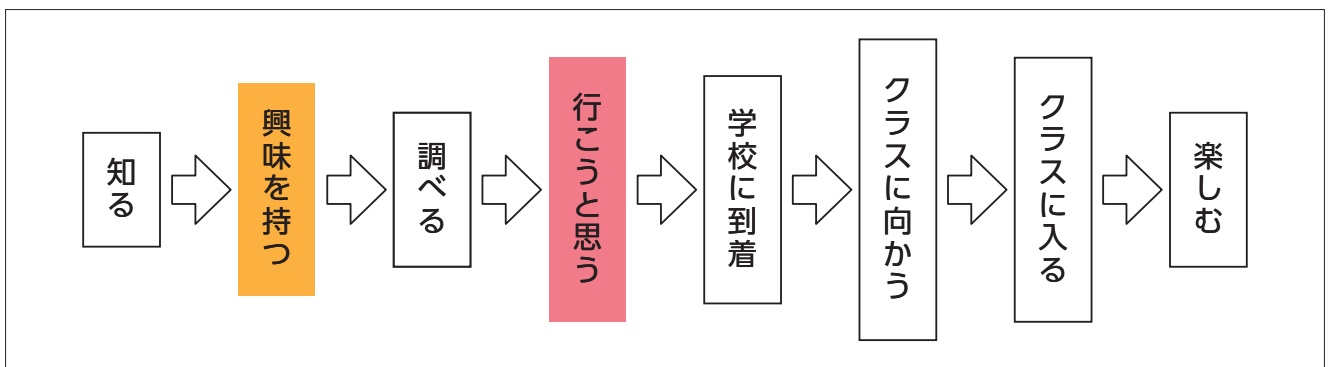 知る
興味を持つ
調べる
行こうと思う
学校に到着
クラスに向かう
クラスに入る
楽しむ